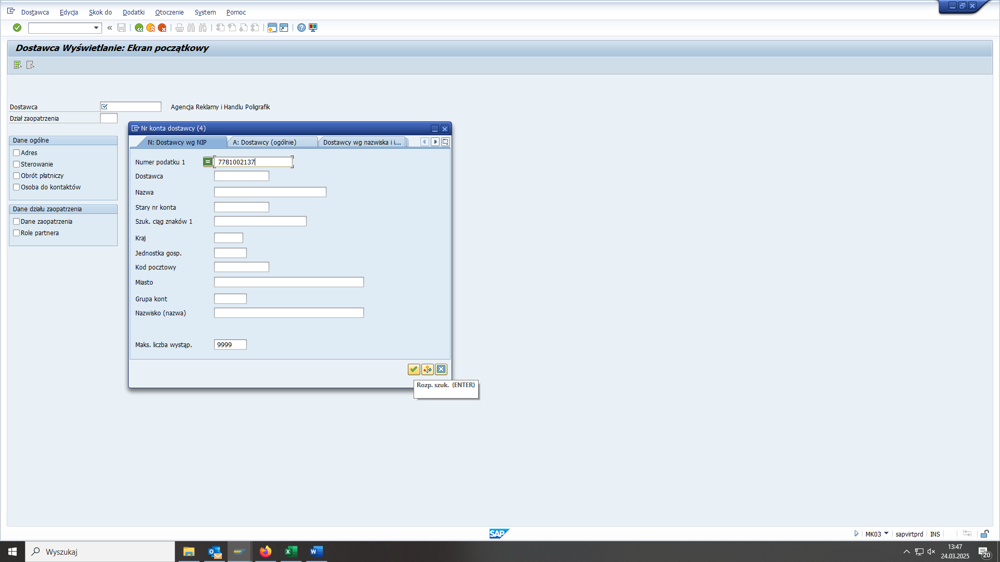 Dostawca Edycja Skok do Dodatki Otoczenie System Pomoc
Dostawca Wyświetlanie: Ekran początkowy
Dostawca Agencja Reklamy i Handlu Poligrafik
Dział zaopatrzenia
Dane ogólne
Adres
Sterowanie
Obrót płatniczy
Osoba do kontaktów
Dane działu zaopatrzenia
Dane zaopatrzenia
Role partnera
Nr konta dostawcy (4)
N: Dostawcy wg NIP A: Dostawcy (ogólnie) Dostawcy wg nazwiska i i...
Numer podatku 1 7781002137
Dostawca
Nazwa
Stary nr konta
Szuk. ciąg znaków 1
Kraj
Jednostka gosp.
Kod pocztowy
Miasto
Grupa kont
Nazwisko (nazwa)
Maks. liczba wystąp. 9999
Rozp. szuk. (ENTER)
SAP
MK03 sapvirtprd INS
Wyszukaj
13:47
24.03.2025
20